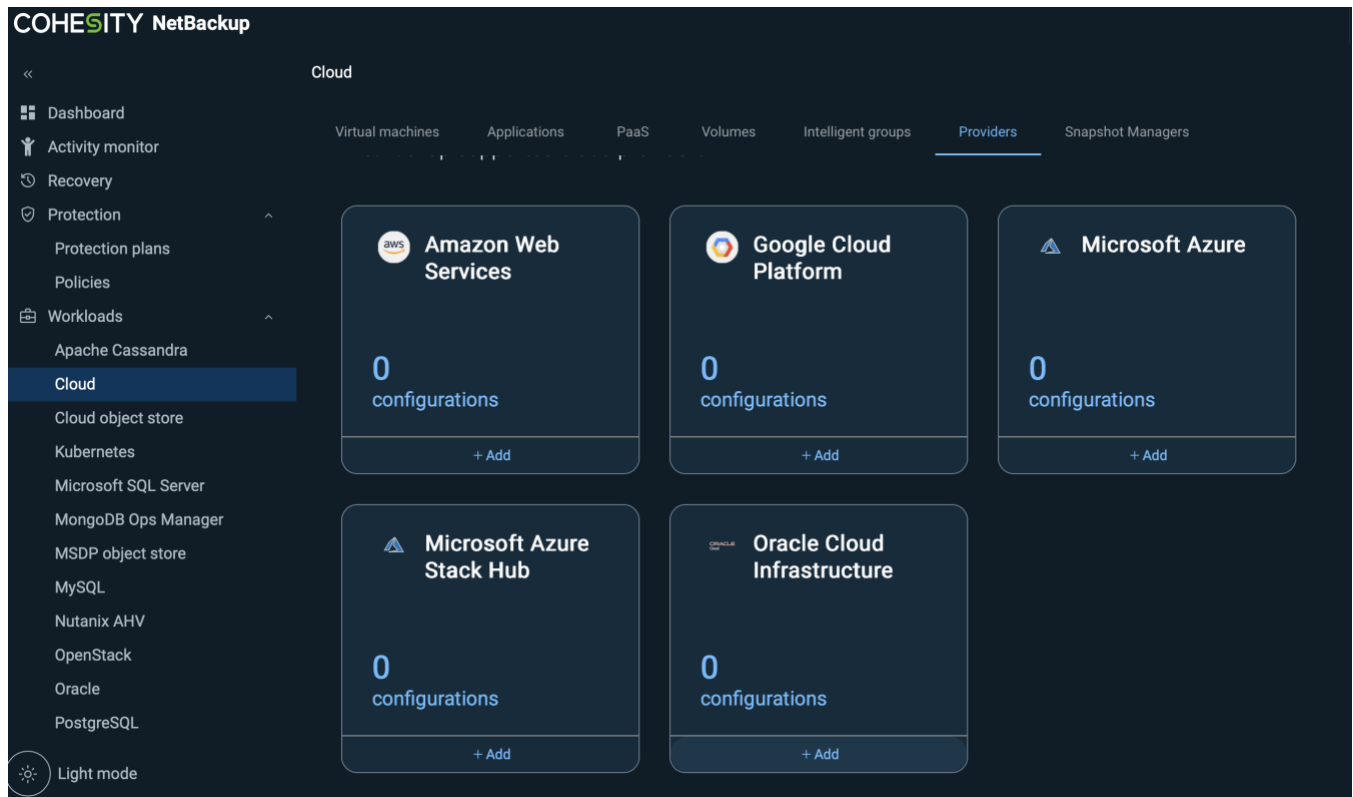 COHESITY NetBackup
«
Cloud
Dashboard
Activity monitor
Recovery
Protection
Protection plans
Policies
Workloads
Apache Cassandra
Cloud
Cloud object store
Kubernetes
Microsoft SQL Server
MongoDB Ops Manager
MSDP object store
MySQL
Nutanix AHV
OpenStack
Oracle
PostgreSQL
Light mode
Virtual machines Applications PaaS Volumes Intelligent groups Providers Snapshot Managers
aws
Amazon Web
Services
0
configurations
+ Add
Google Cloud
Platform
0
configurations
+ Add
Microsoft Azure
0
configurations
+ Add
Microsoft Azure
Stack Hub
0
configurations
+ Add
ORACLE
Oracle Cloud
Infrastructure
0
configurations
+ Add